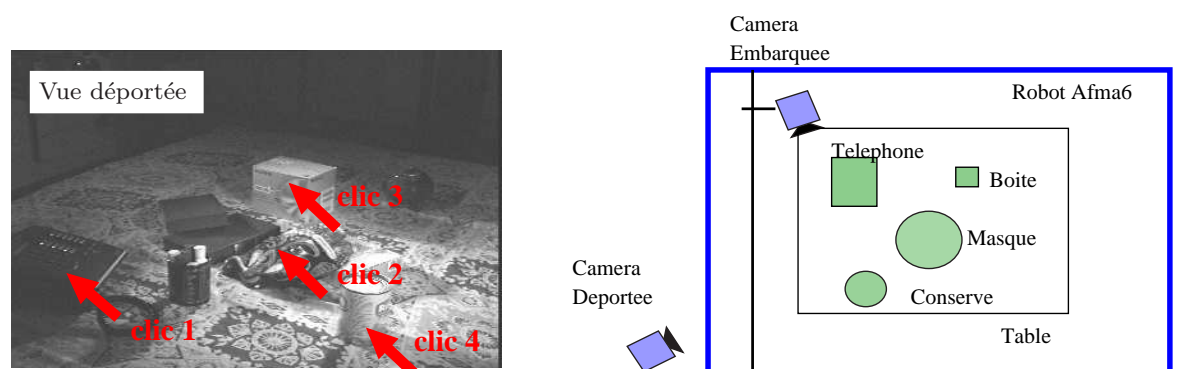 Vue déportée
clic 3
clic 2
clic 1
clic 4
Camera
Embarquee
Robot Afma6
Telephone
Boite
Masque
Camera
Deportee
Conserve
Table